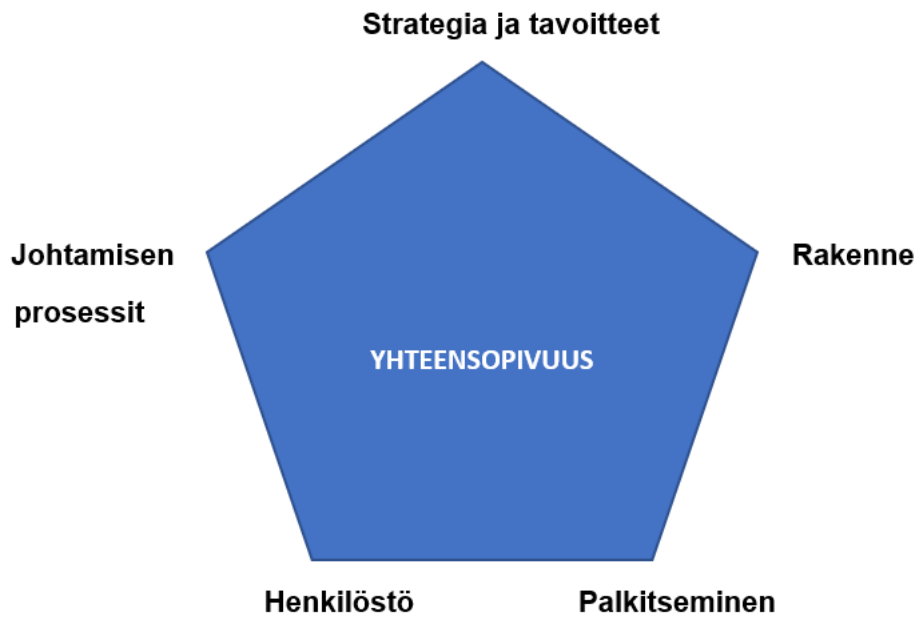 Strategia ja tavoitteet
Johtamisen
prosessit
Rakenne
YHTEENSOPIVUUS
Henkilöstö
Palkitseminen